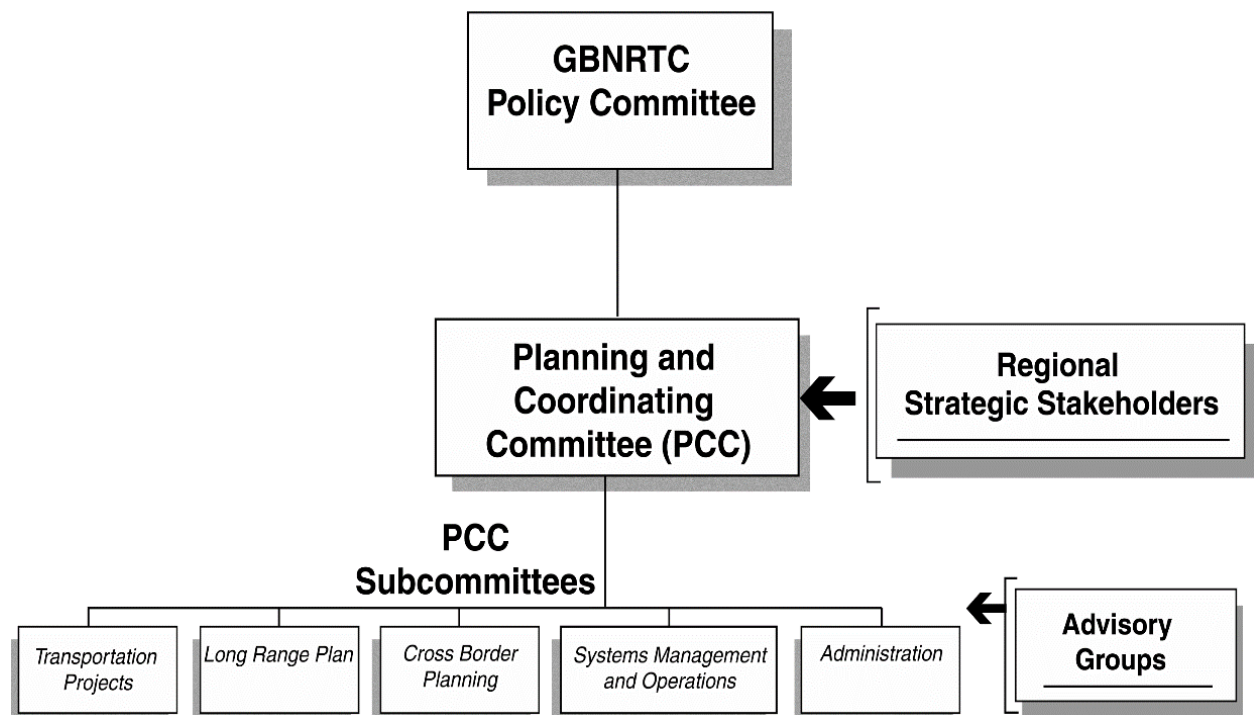 GBNRTC
Policy Committee
Planning and
Coordinating
Committee (PCC)
Regional
Strategic Stakeholders
PCC
Subcommittees
Transportation
Projects
Long Range Plan
Cross Border
Planning
Systems Management
and Operations
Administration
Advisory
Groups